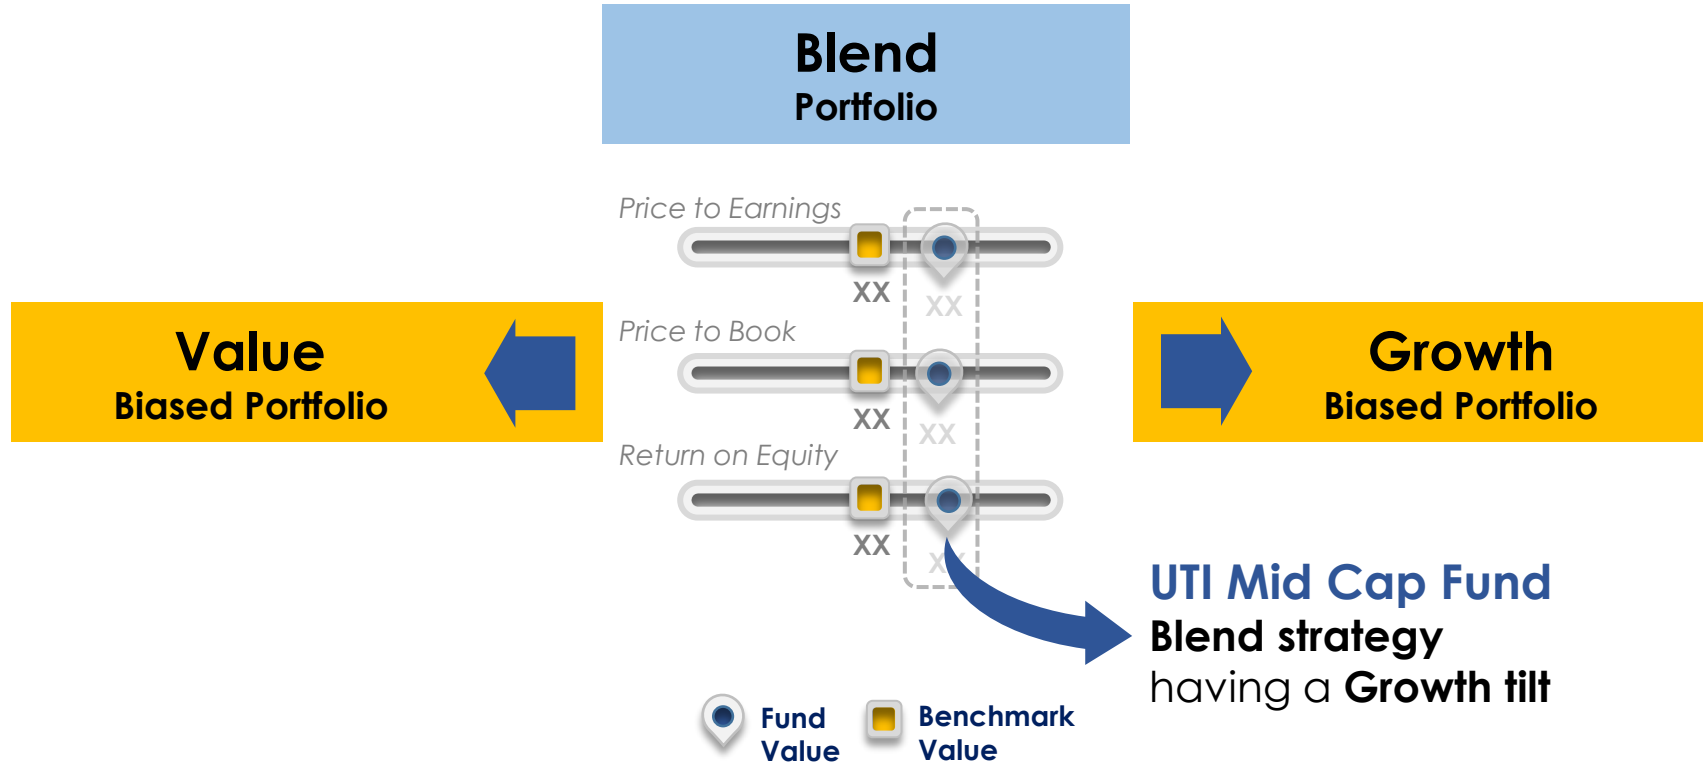 Blend
Portfolio
Price to Earnings
XX
XX
Value
Biased Portfolio
Price to Book
XX
XX
Growth
Biased Portfolio
Return on Equity
XX
XX
UTI Mid Cap Fund
Blend strategy
having a Growth tilt
Fund
Value
Benchmark
Value